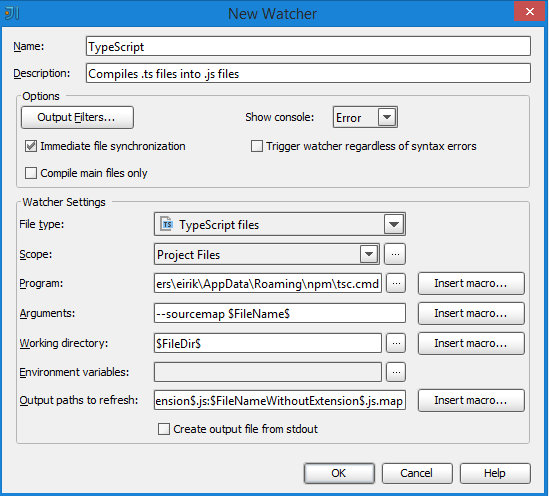 New Watcher
Name: TypeScript
Description: Compiles .ts files into .js files
Options
Output Filters... Show console: Error
Immediate file synchronization Trigger watcher regardless of syntax errors
Compile main files only
Watcher Settings
File type: TypeScript files
Scope: Project Files ...
Program: ers\eirik\AppData\Roaming\npm\tsc.cmd ... Insert macro...
Arguments: --sourcemap $FileName$ Insert macro...
Working directory: $FileDir$ ... Insert macro...
Environment variables: ...
Output paths to refresh: ension$.js:$FileNameWithoutExtension$.js.map Insert macro...
Create output file from stdout
OK Cancel Help